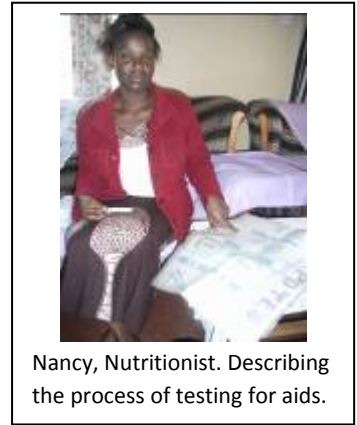 Nancy, Nutritionist. Describing
the process of testing for aids.